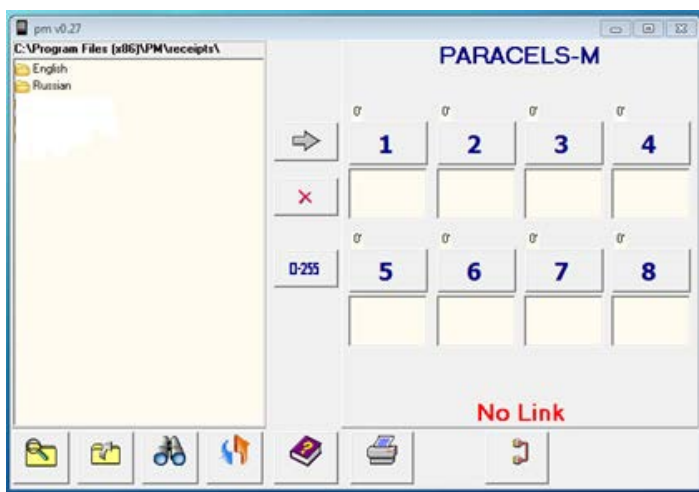 pm v0.27
C:\Program Files (x86)\PM\receipts\
English
Russian
PARACELS-M
0' 0' 0' 0'
1 2 3 4
0' 0' 0' 0'
0-255
5 6 7 8
No Link